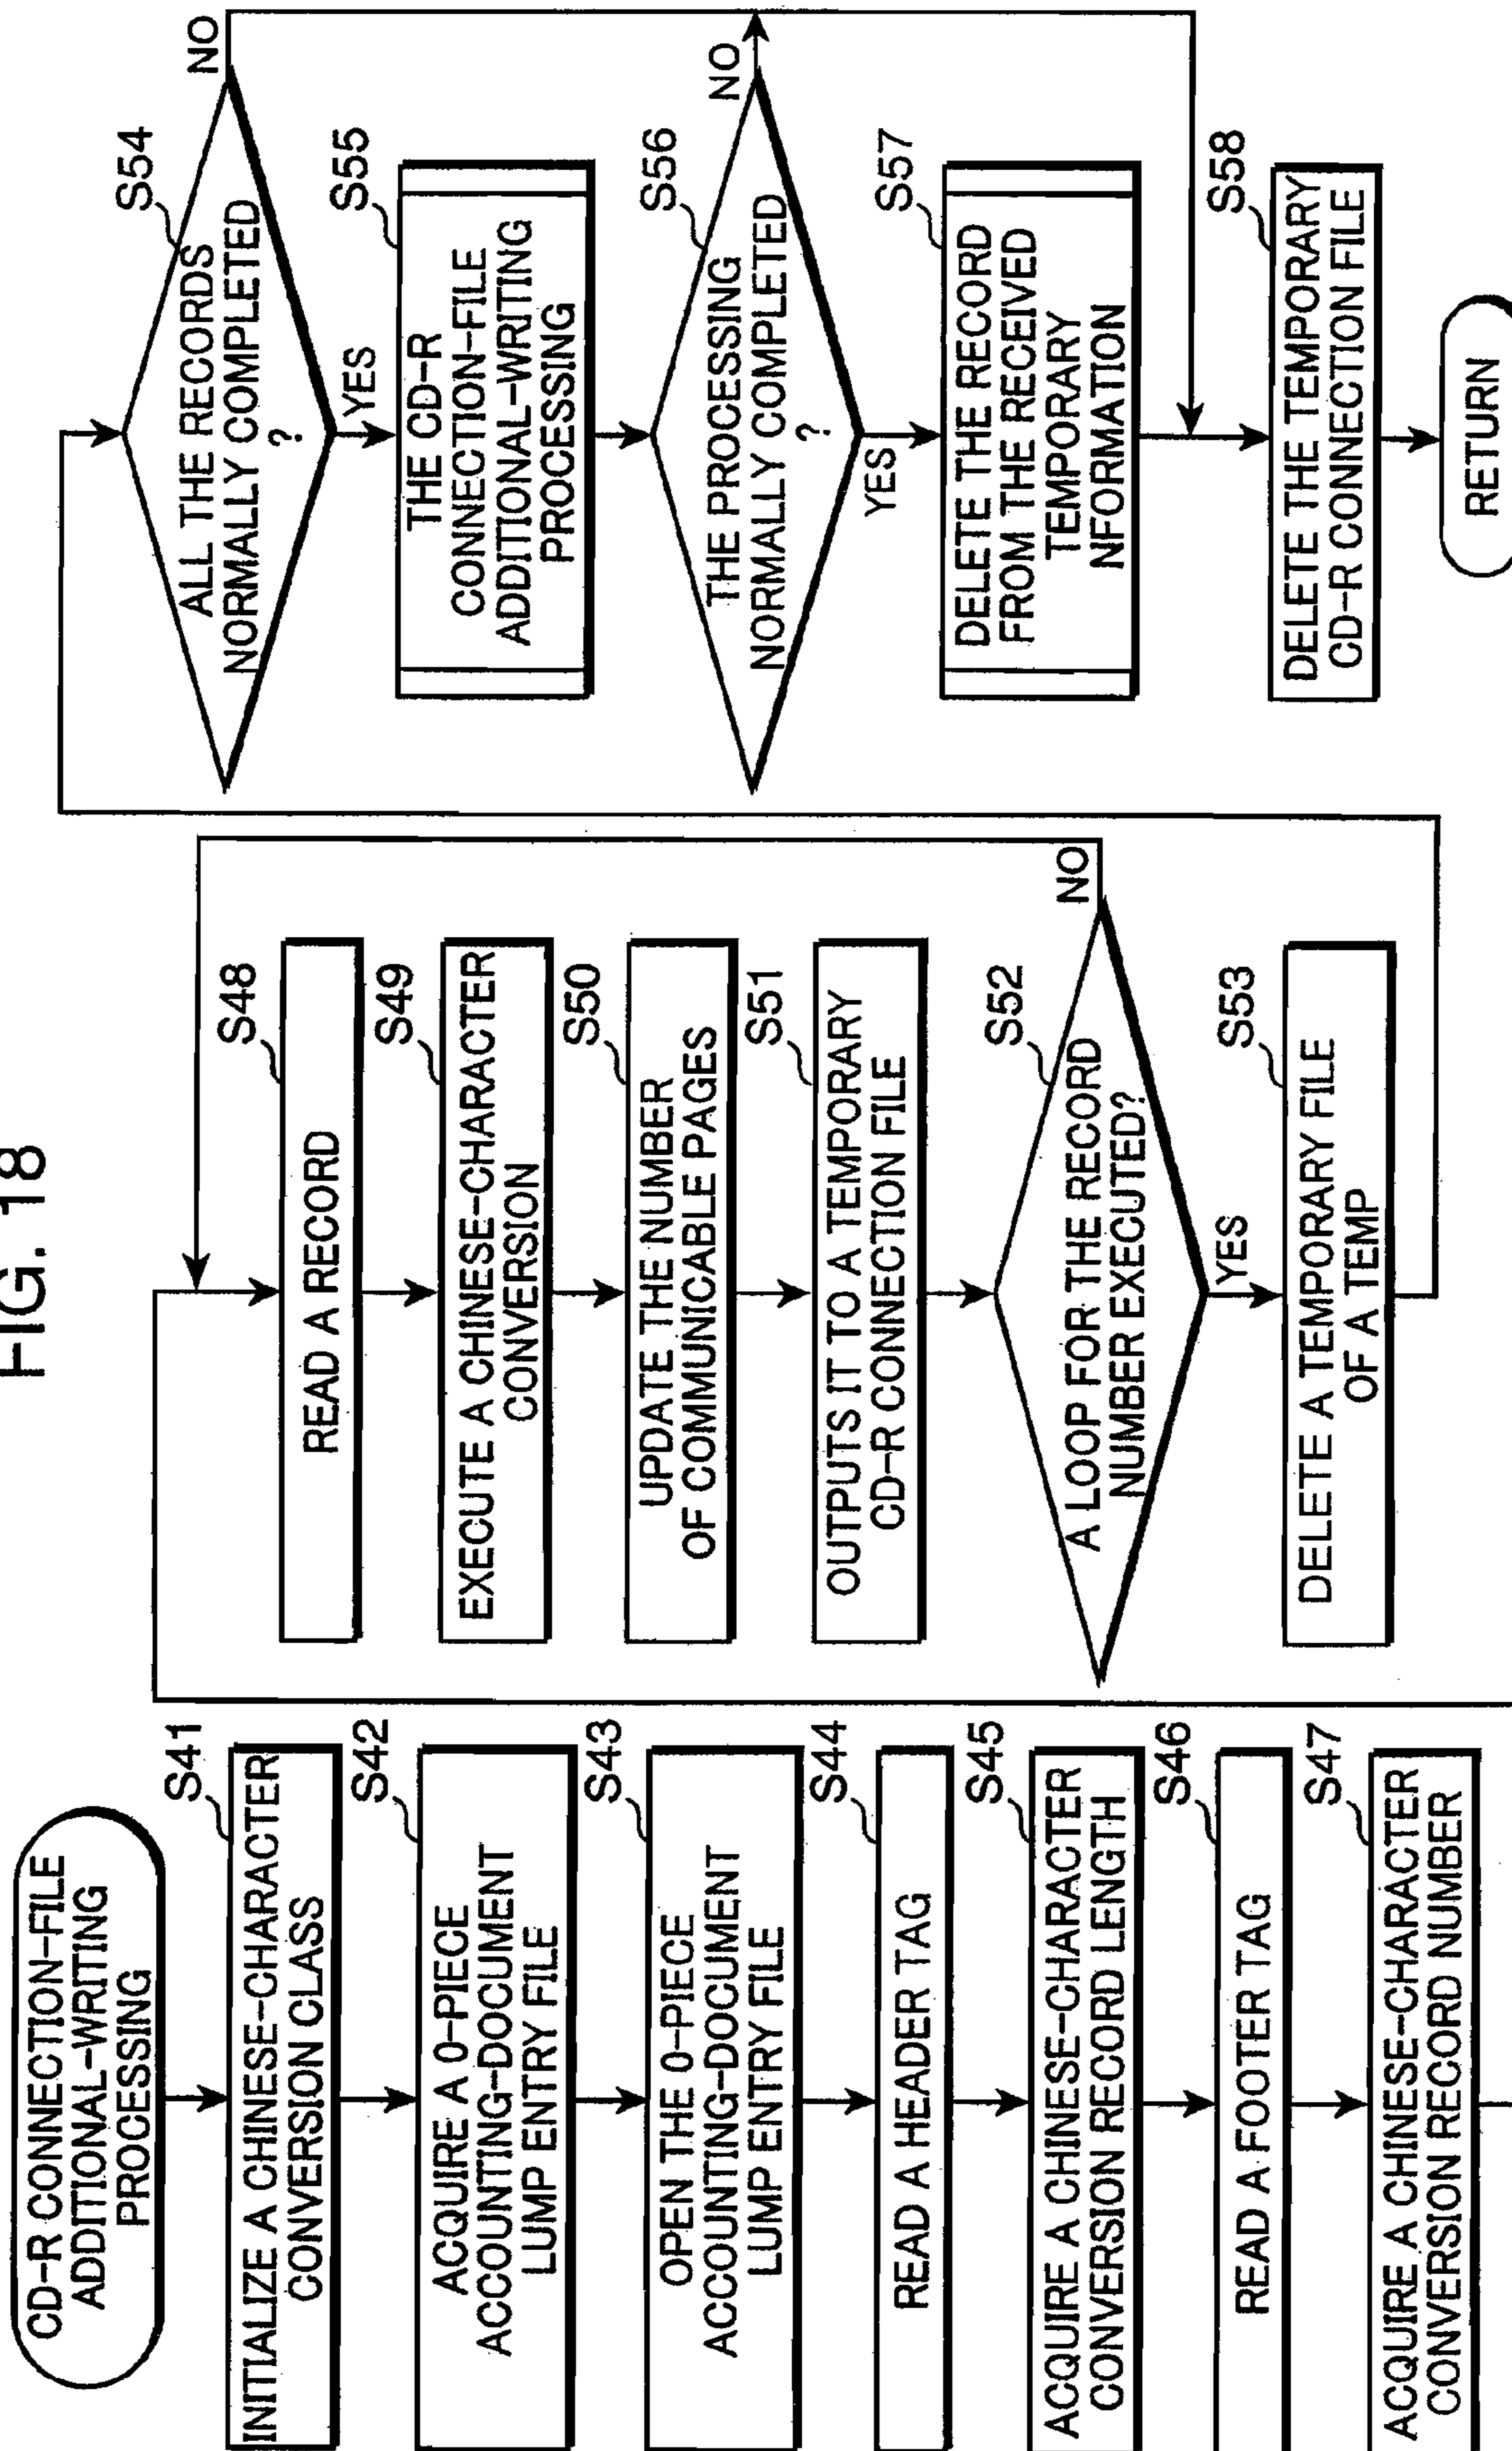 FIG. 18
CD-R CONNECTION-FILE
ADDITIONAL-WRITING
PROCESSING
S41
INITIALIZE A CHINESE-CHARACTER
CONVERSION CLASS
S42
ACQUIRE A 0-PIECE
ACCOUNTING-DOCUMENT
LUMP ENTRY FILE
S43
OPEN THE 0-PIECE
ACCOUNTING-DOCUMENT
LUMP ENTRY FILE
S44
READ A HEADER TAG
S45
ACQUIRE A CHINESE-CHARACTER
CONVERSION RECORD LENGTH
S46
READ A FOOTER TAG
S47
ACQUIRE A CHINESE-CHARACTER
CONVERSION RECORD NUMBER
S48
READ A RECORD
S49
EXECUTE A CHINESE-CHARACTER
CONVERSION
S50
UPDATE THE NUMBER
OF COMMUNICABLE PAGES
S51
OUTPUTS IT TO A TEMPORARY
CD-R CONNECTION FILE
S52
A LOOP FOR THE RECORD
NUMBER EXECUTED?
NO
YES
S53
DELETE A TEMPORARY FILE
OF A TEMP
S54
ALL THE RECORDS
NORMALLY COMPLETED
?
NO
YES
S55
THE CD-R
CONNECTION-FILE
ADDITIONAL-WRITING
PROCESSING
S56
THE PROCESSING
NORMALLY COMPLETED
?
NO
YES
S57
DELETE THE RECORD
FROM THE RECEIVED
TEMPORARY
NFORMATION
S58
DELETE THE TEMPORARY
CD-R CONNECTION FILE
RETURN